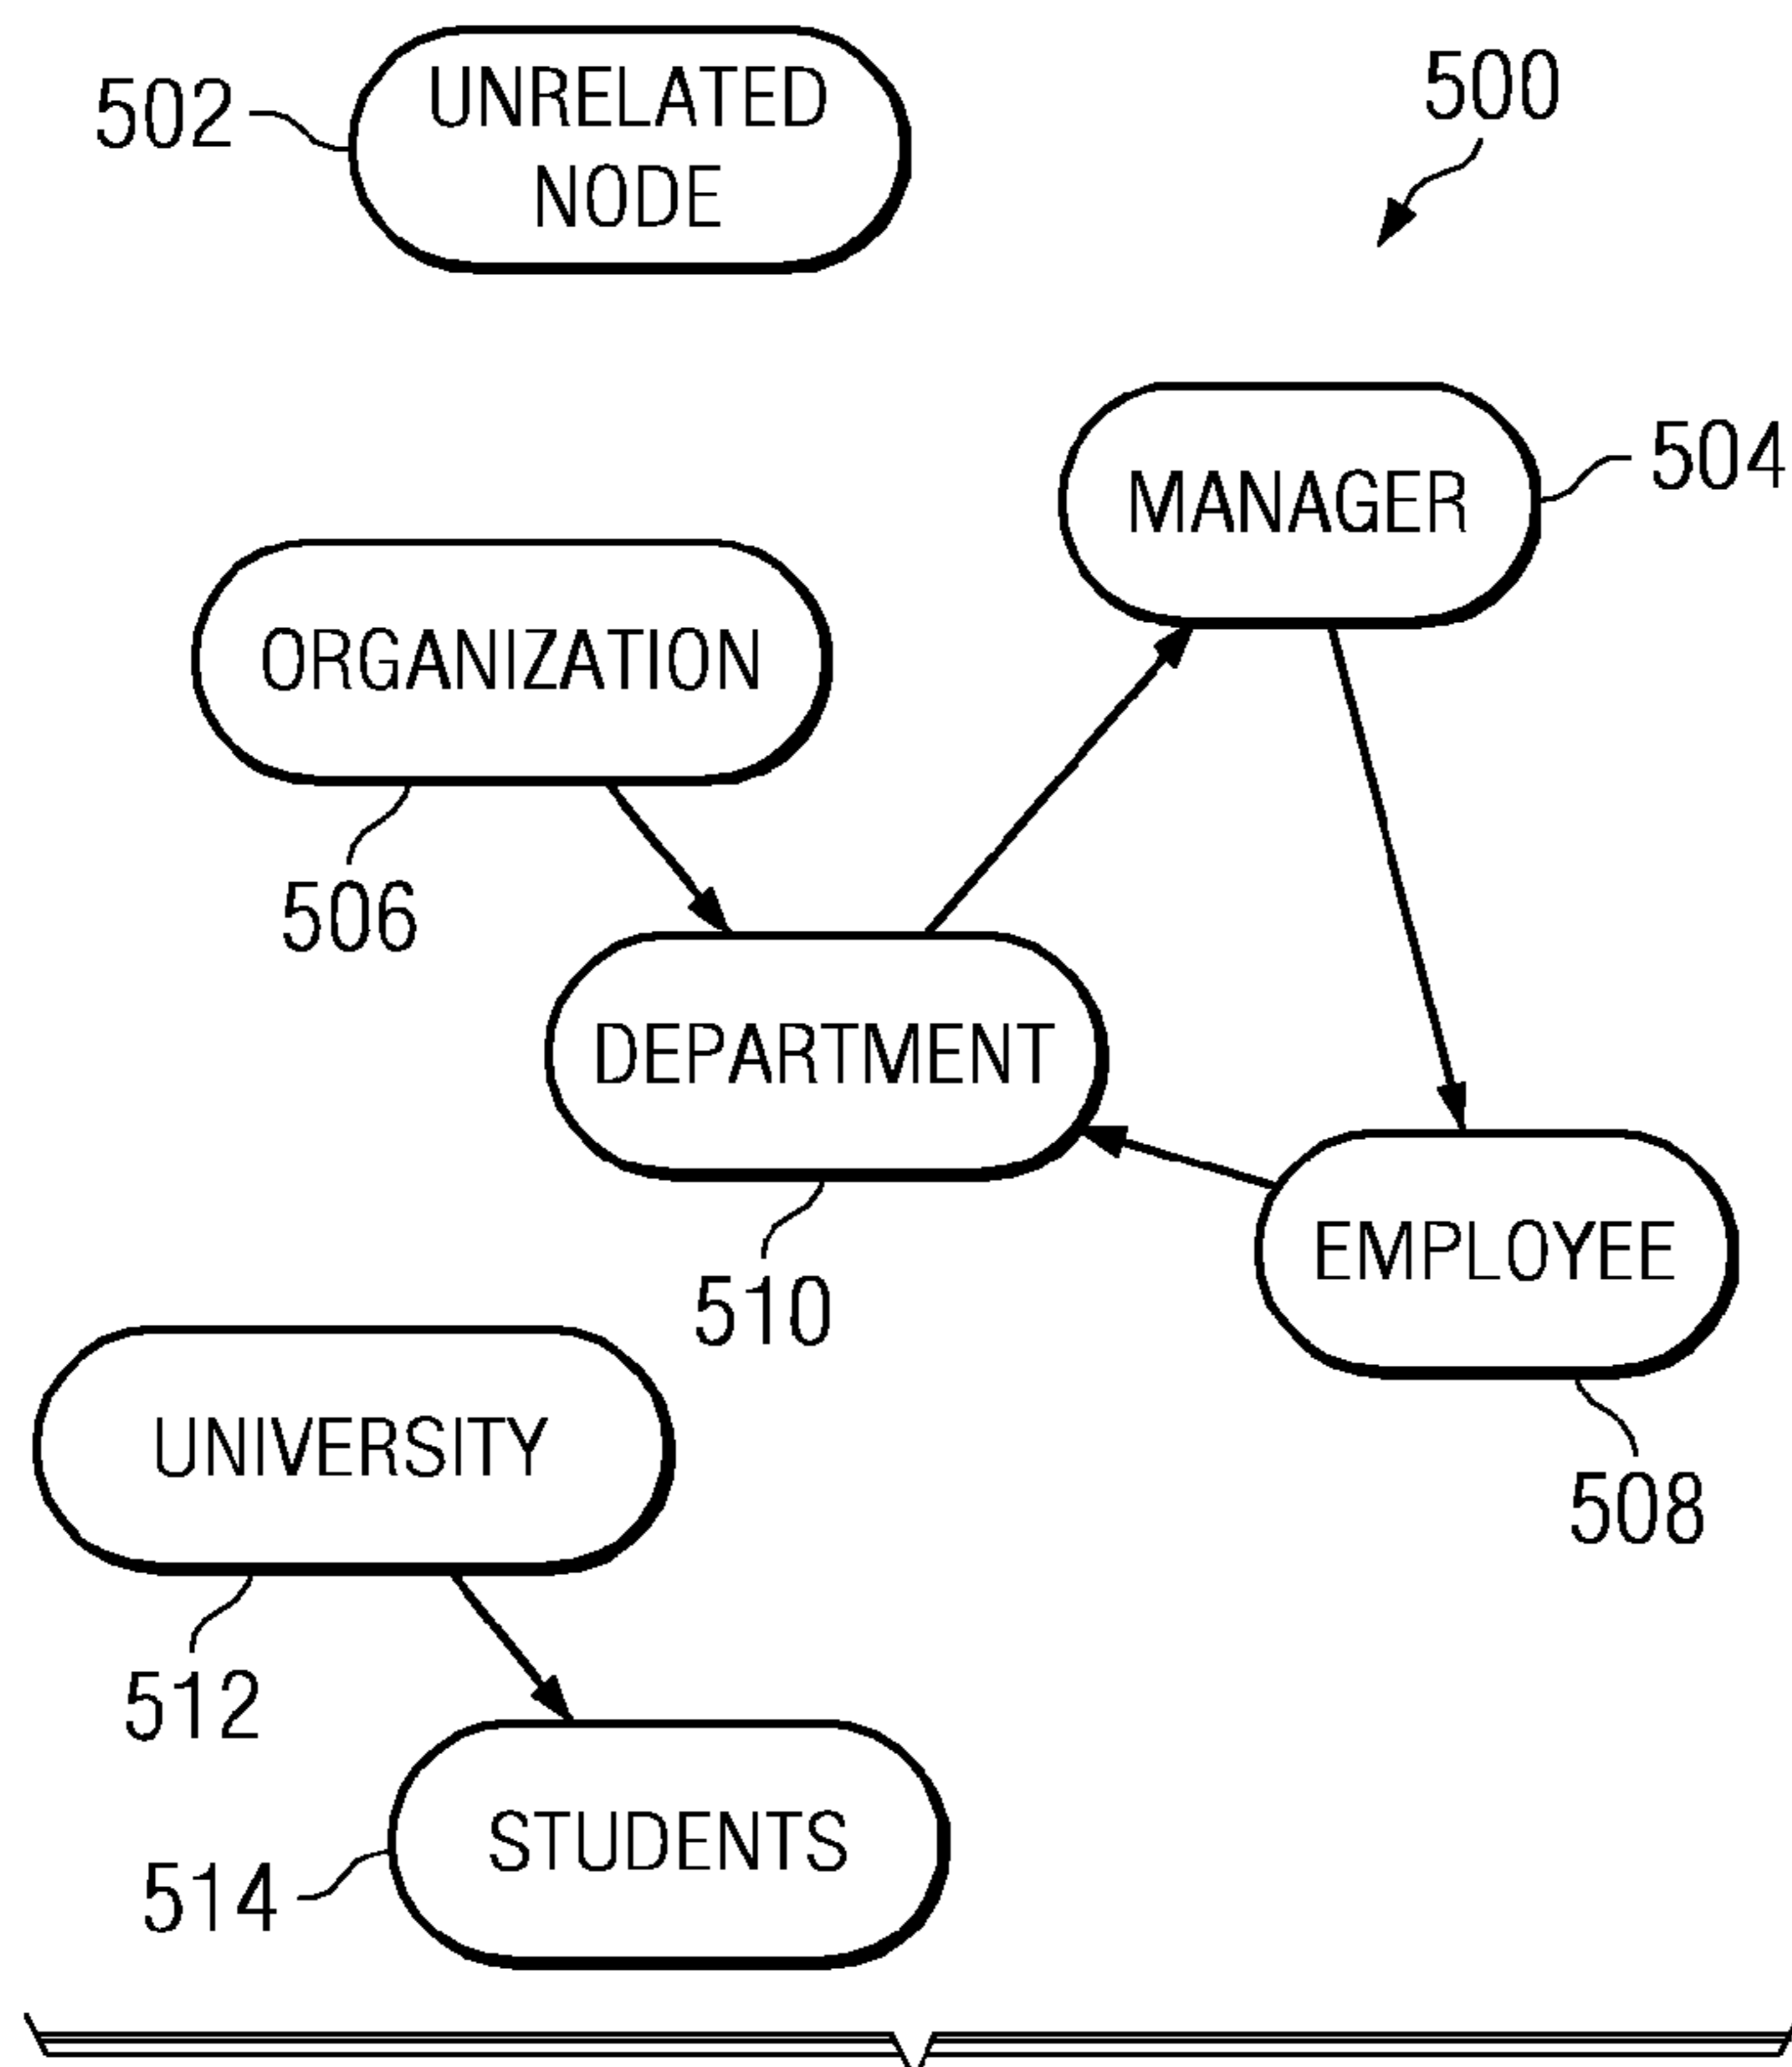 502
UNRELATED
NODE
500
MANAGER
504
ORGANIZATION
506
DEPARTMENT
510
EMPLOYEE
508
UNIVERSITY
512
STUDENTS
514